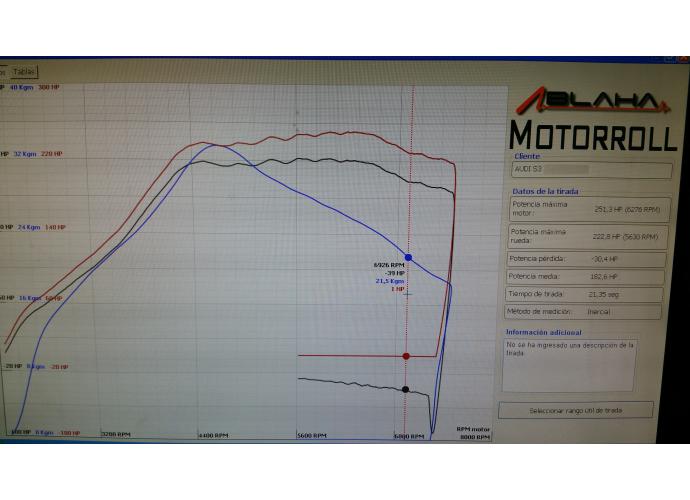 Tablas
40 Kgm 300 HP
HP 32 Kgm 220 HP
HP 24 Kgm 140 HP
HP 16 Kgm 60 HP
-20 HP 8 Kgm -20 HP
0 Kgm -100 HP 3200 RPM 4400 RPM 5600 RPM 6800 RPM 8000 RPM
RPM motor
6926 RPM
-39 HP
21,5 Kgm
1 HP
ABLAHA
MOTORROLL
Cliente
AUDI S3
Datos de la tirada
Potencia máxima motor: 251,3 HP (6276 RPM)
Potencia máxima rueda: 222,8 HP (5630 RPM)
Potencia pérdida: -30,4 HP
Potencia media: 182,6 HP
Tiempo de tirada: 21,35 seg
Método de medición: Inercial
Información adicional
No se ha ingresado una descripción de la
tirada.
Seleccionar rango útil de tirada